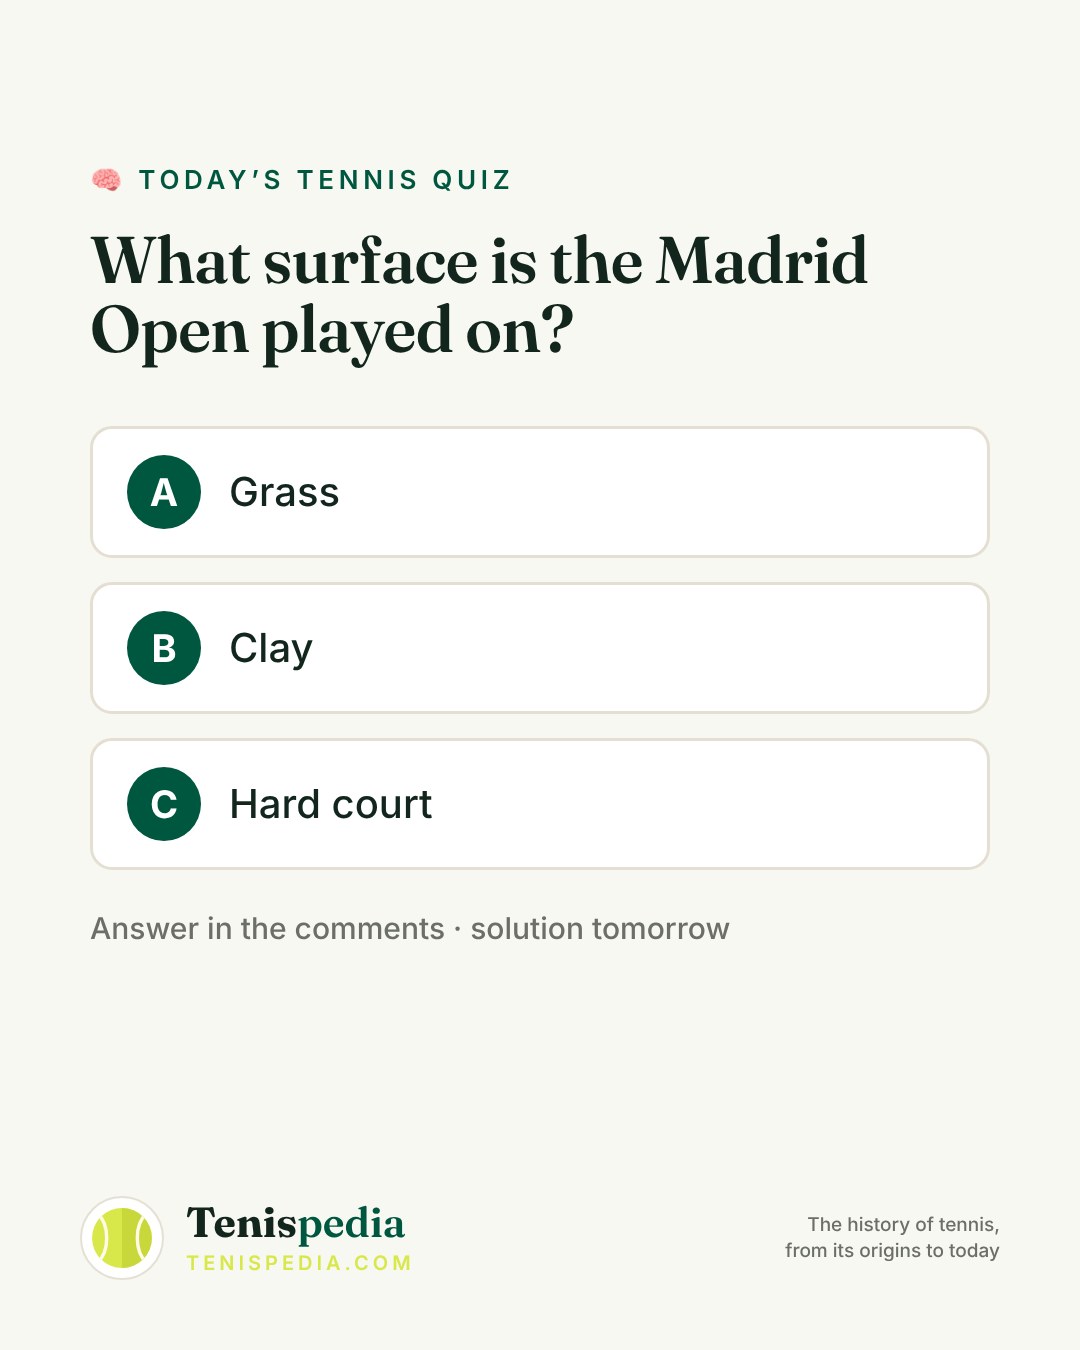 🧠 TODAY’S TENNIS QUIZ
What surface is the Madrid
Open played on?
A Grass
B Clay
C Hard court
Answer in the comments · solution tomorrow
Tenispedia
TENISPEDIA.COM
The history of tennis,
from its origins to today